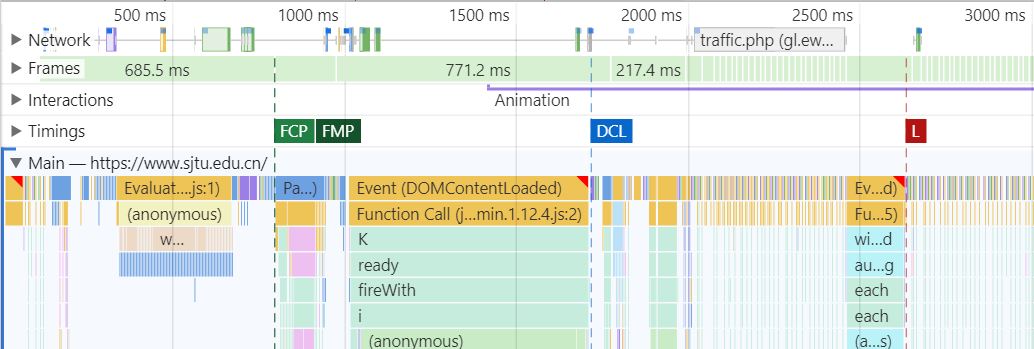 500 ms 1000 ms 1500 ms 2000 ms 2500 ms 3000 ms
Network traffic.php (gl.ew...
Frames 685.5 ms 771.2 ms 217.4 ms
Interactions Animation
Timings FCP FMP DCL L
Main — https://www.sjtu.edu.cn/
Evaluat....js:1) Pa...) Event (DOMContentLoaded) Ev...d)
(anonymous) Function Call (j...min.1.12.4.js:2) Fu...5)
w... K wi...d
ready au...g
fireWith each
i each
(anonymous) (a...s)